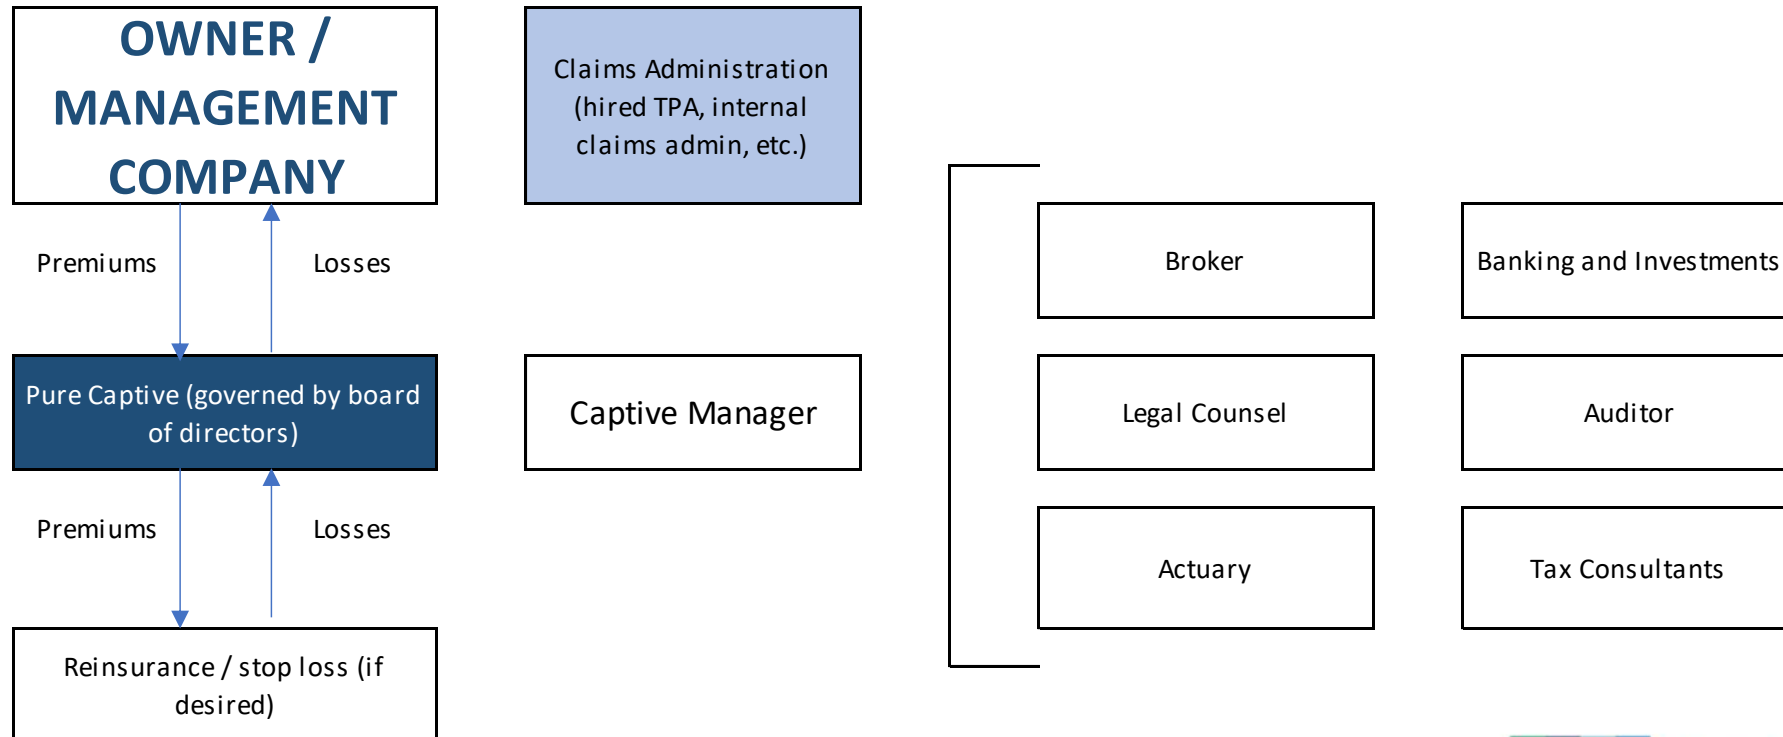 OWNER /
MANAGEMENT
COMPANY
Claims Administration
(hired TPA, internal
claims admin, etc.)
Premiums
Losses
Broker
Banking and Investments
Pure Captive (governed by board
of directors)
Captive Manager
Legal Counsel
Auditor
Premiums
Losses
Actuary
Tax Consultants
Reinsurance / stop loss (if
desired)